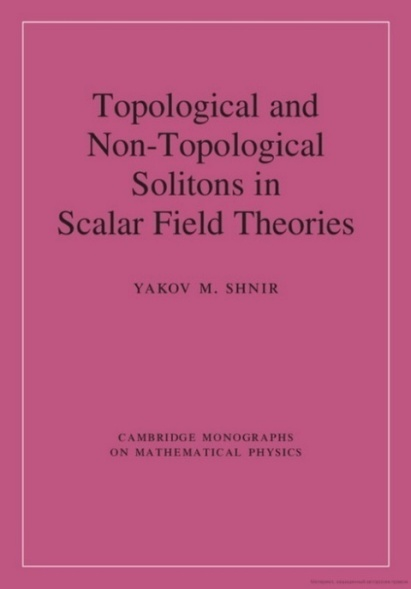 Topological and
Non-Topological
Solitons in
Scalar Field Theories
YAKOV M. SHNIR
CAMBRIDGE MONOGRAPHS
ON MATHEMATICAL PHYSICS